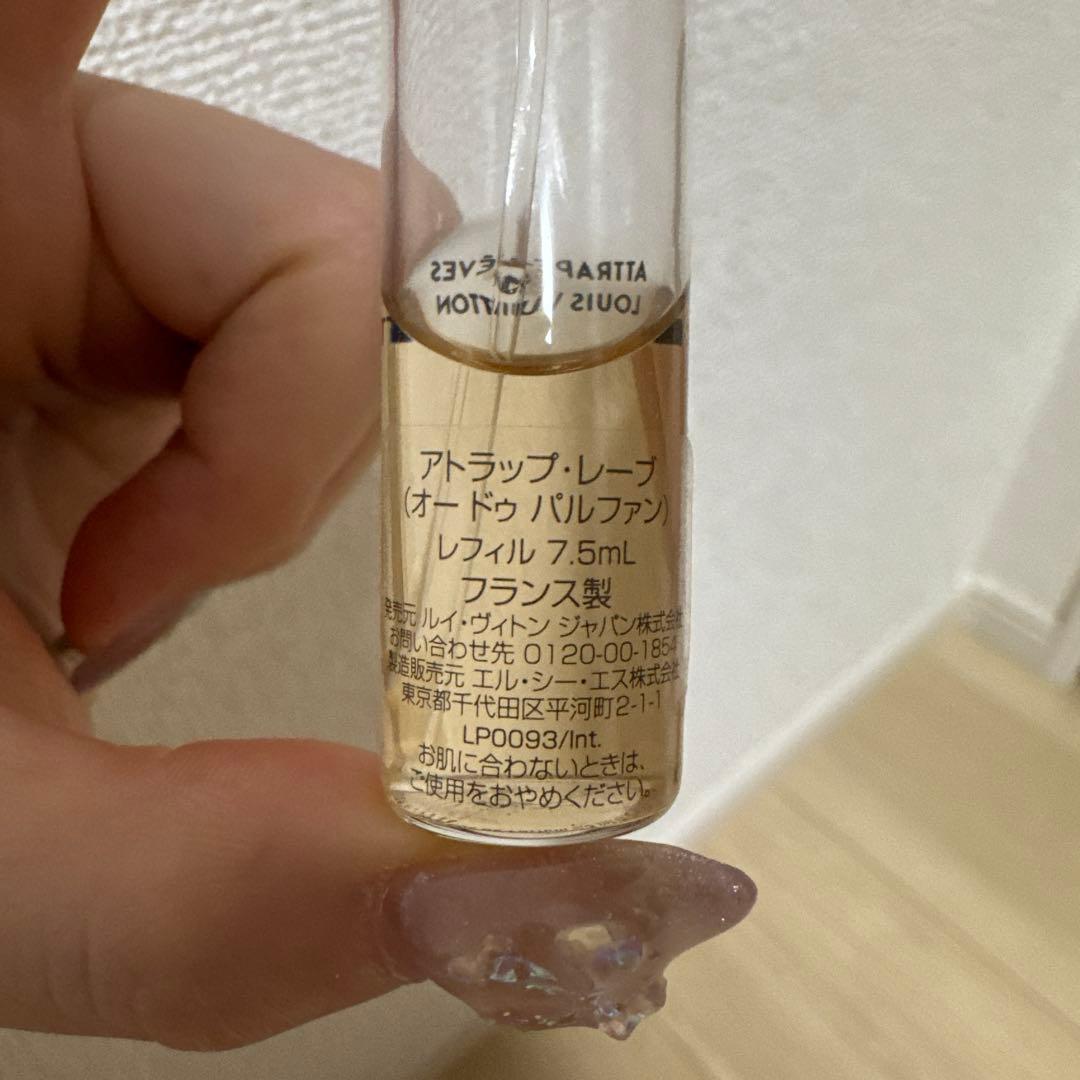 ATTRAPE-RÊVES
LOUIS VUITTON
アトラップ・レーブ
(オー ドゥ パルファン)
レフィル 7.5mL
フランス製
発売元 ルイ・ヴィトン ジャパン株式会社
お問い合わせ先 0120-00-1854
製造販売元 エル・シー・エス株式会社
東京都千代田区平河町2-1-1
LP0093/Int.
お肌に合わないときは、
ご使用をおやめください。